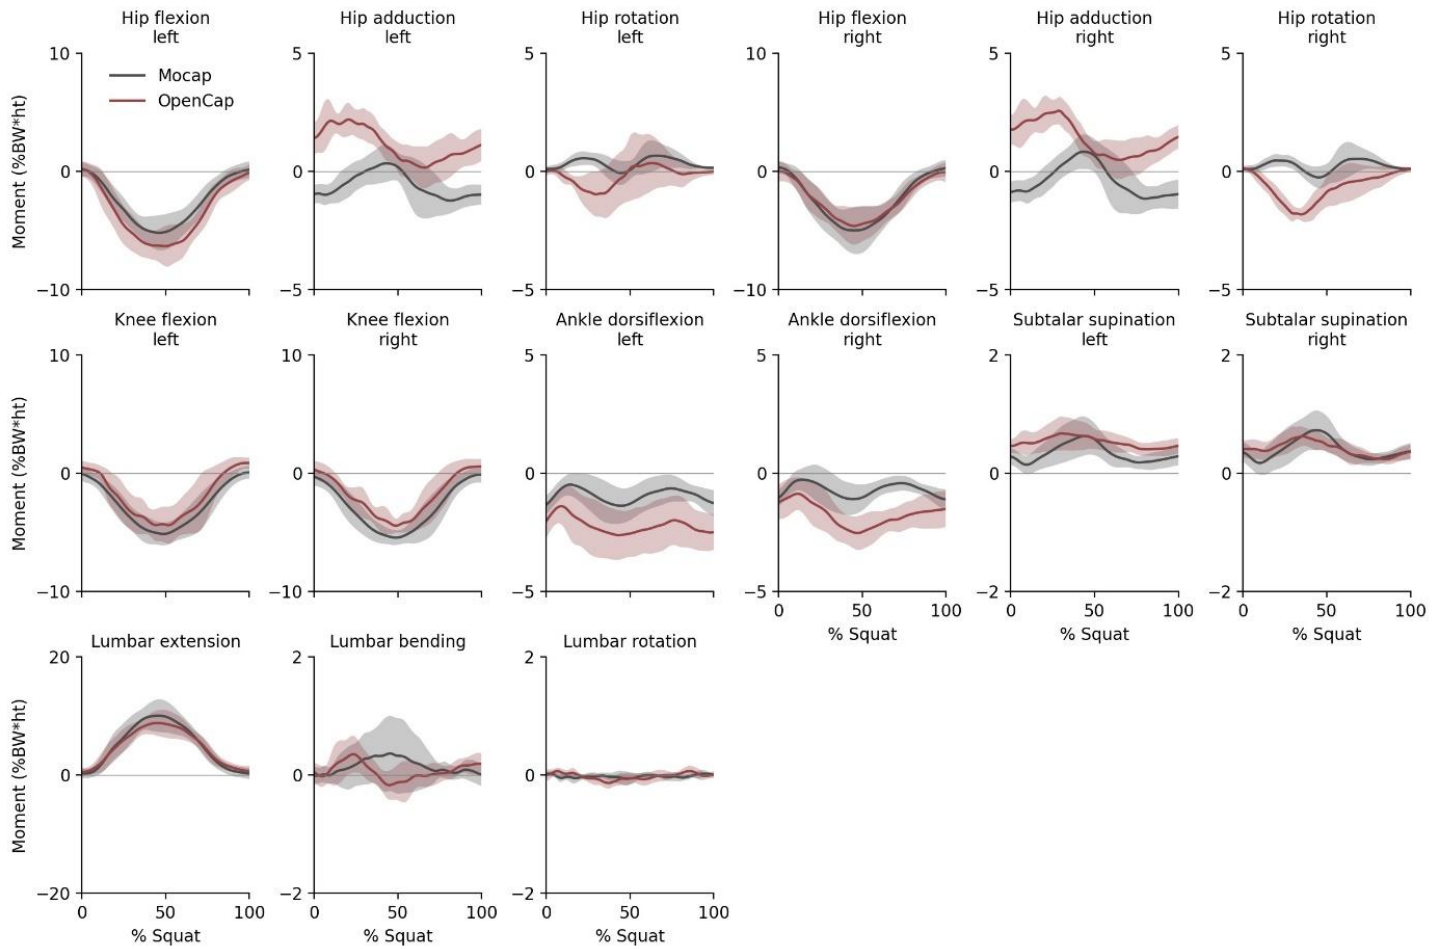 Hip flexion
left
Hip adduction
left
Hip rotation
left
Hip flexion
right
Hip adduction
right
Hip rotation
right
Moment (%BW*ht)
10
0
−10
Mocap
OpenCap
5
0
−5
5
0
−5
10
0
−10
5
0
−5
5
0
−5
Knee flexion
left
Knee flexion
right
Ankle dorsiflexion
left
Ankle dorsiflexion
right
Subtalar supination
left
Subtalar supination
right
Moment (%BW*ht)
10
0
−10
10
0
−10
5
0
−5
5
0
−5
0 50 100
% Squat
2
0
−2
0 50 100
% Squat
2
0
−2
0 50 100
% Squat
Lumbar extension
Lumbar bending
Lumbar rotation
Moment (%BW*ht)
20
0
−20
0 50 100
% Squat
2
0
−2
0 50 100
% Squat
2
0
−2
0 50 100
% Squat